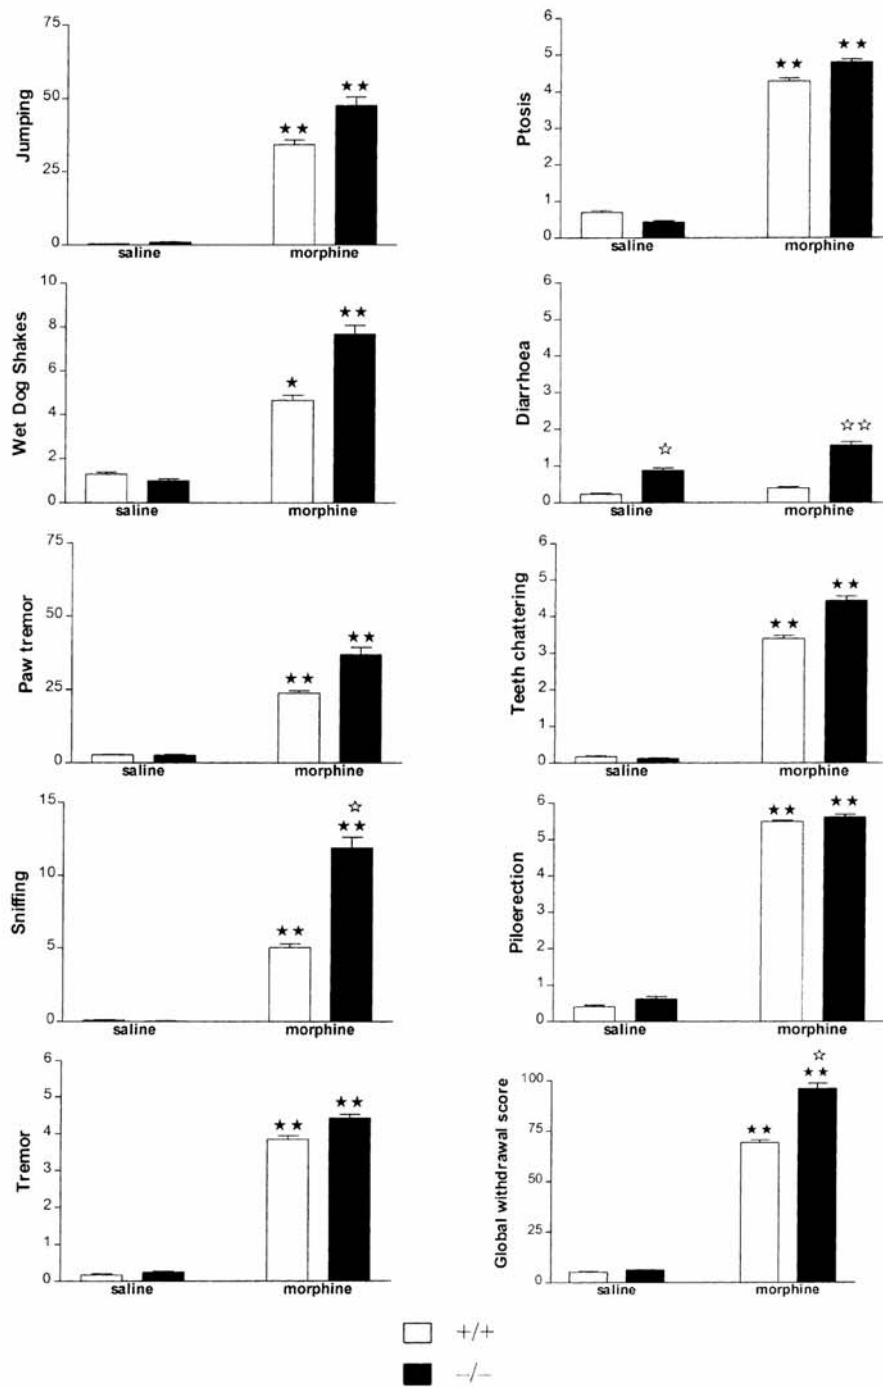 Jumping
75
50
25
0
★★
★★
saline
morphine
Ptosis
6
5
4
3
2
1
0
★★
★★
saline
morphine
Wet Dog Shakes
10
8
6
4
2
0
★
★★
saline
morphine
Diarrhoea
6
5
4
3
2
1
0
☆
☆☆
saline
morphine
Paw tremor
75
50
25
0
★★
★★
saline
morphine
Teeth chattering
6
5
4
3
2
1
0
★★
★★
saline
morphine
Sniffing
15
10
5
0
★★
☆
★★
saline
morphine
Piloerection
6
5
4
3
2
1
0
★★
★★
saline
morphine
Tremor
6
5
4
3
2
1
0
★★
★★
saline
morphine
Global withdrawal score
100
75
50
25
0
★★
☆
★★
saline
morphine
+/+
−/−